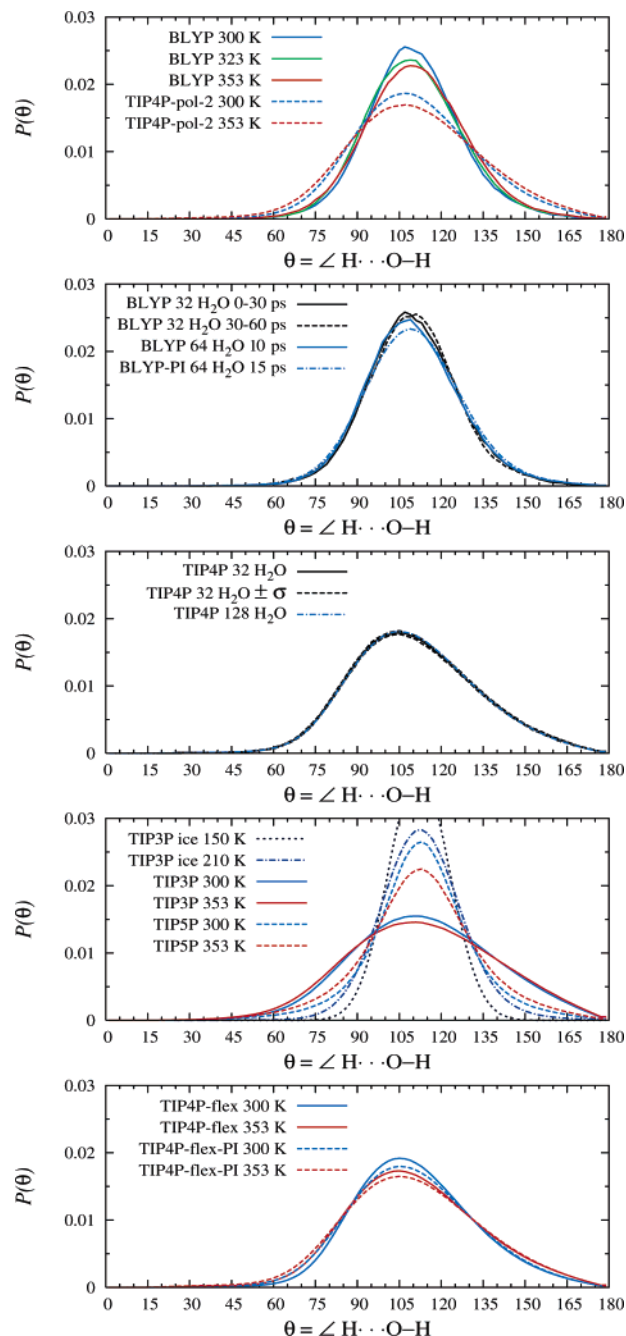 0.03
BLYP 300 K
BLYP 323 K
0.02
BLYP 353 K
TIP4P-pol-2 300 K
P(θ)
TIP4P-pol-2 353 K
0.01
0
0 15 30 45 60 75 90 105 120 135 150 165 180
θ = ∠ H· · ·O–H
0.03
BLYP 32 H₂O 0-30 ps
BLYP 32 H₂O 30-60 ps
0.02
BLYP 64 H₂O 10 ps
BLYP-PI 64 H₂O 15 ps
P(θ)
0.01
0
0 15 30 45 60 75 90 105 120 135 150 165 180
θ = ∠ H· · ·O–H
0.03
TIP4P 32 H₂O
TIP4P 32 H₂O ± σ
0.02
TIP4P 128 H₂O
P(θ)
0.01
0
0 15 30 45 60 75 90 105 120 135 150 165 180
θ = ∠ H· · ·O–H
0.03
TIP3P ice 150 K
TIP3P ice 210 K
0.02
TIP3P 300 K
TIP3P 353 K
TIP5P 300 K
P(θ)
TIP5P 353 K
0.01
0
0 15 30 45 60 75 90 105 120 135 150 165 180
θ = ∠ H· · ·O–H
0.03
TIP4P-flex 300 K
TIP4P-flex 353 K
0.02
TIP4P-flex-PI 300 K
TIP4P-flex-PI 353 K
P(θ)
0.01
0
0 15 30 45 60 75 90 105 120 135 150 165 180
θ = ∠ H· · ·O–H